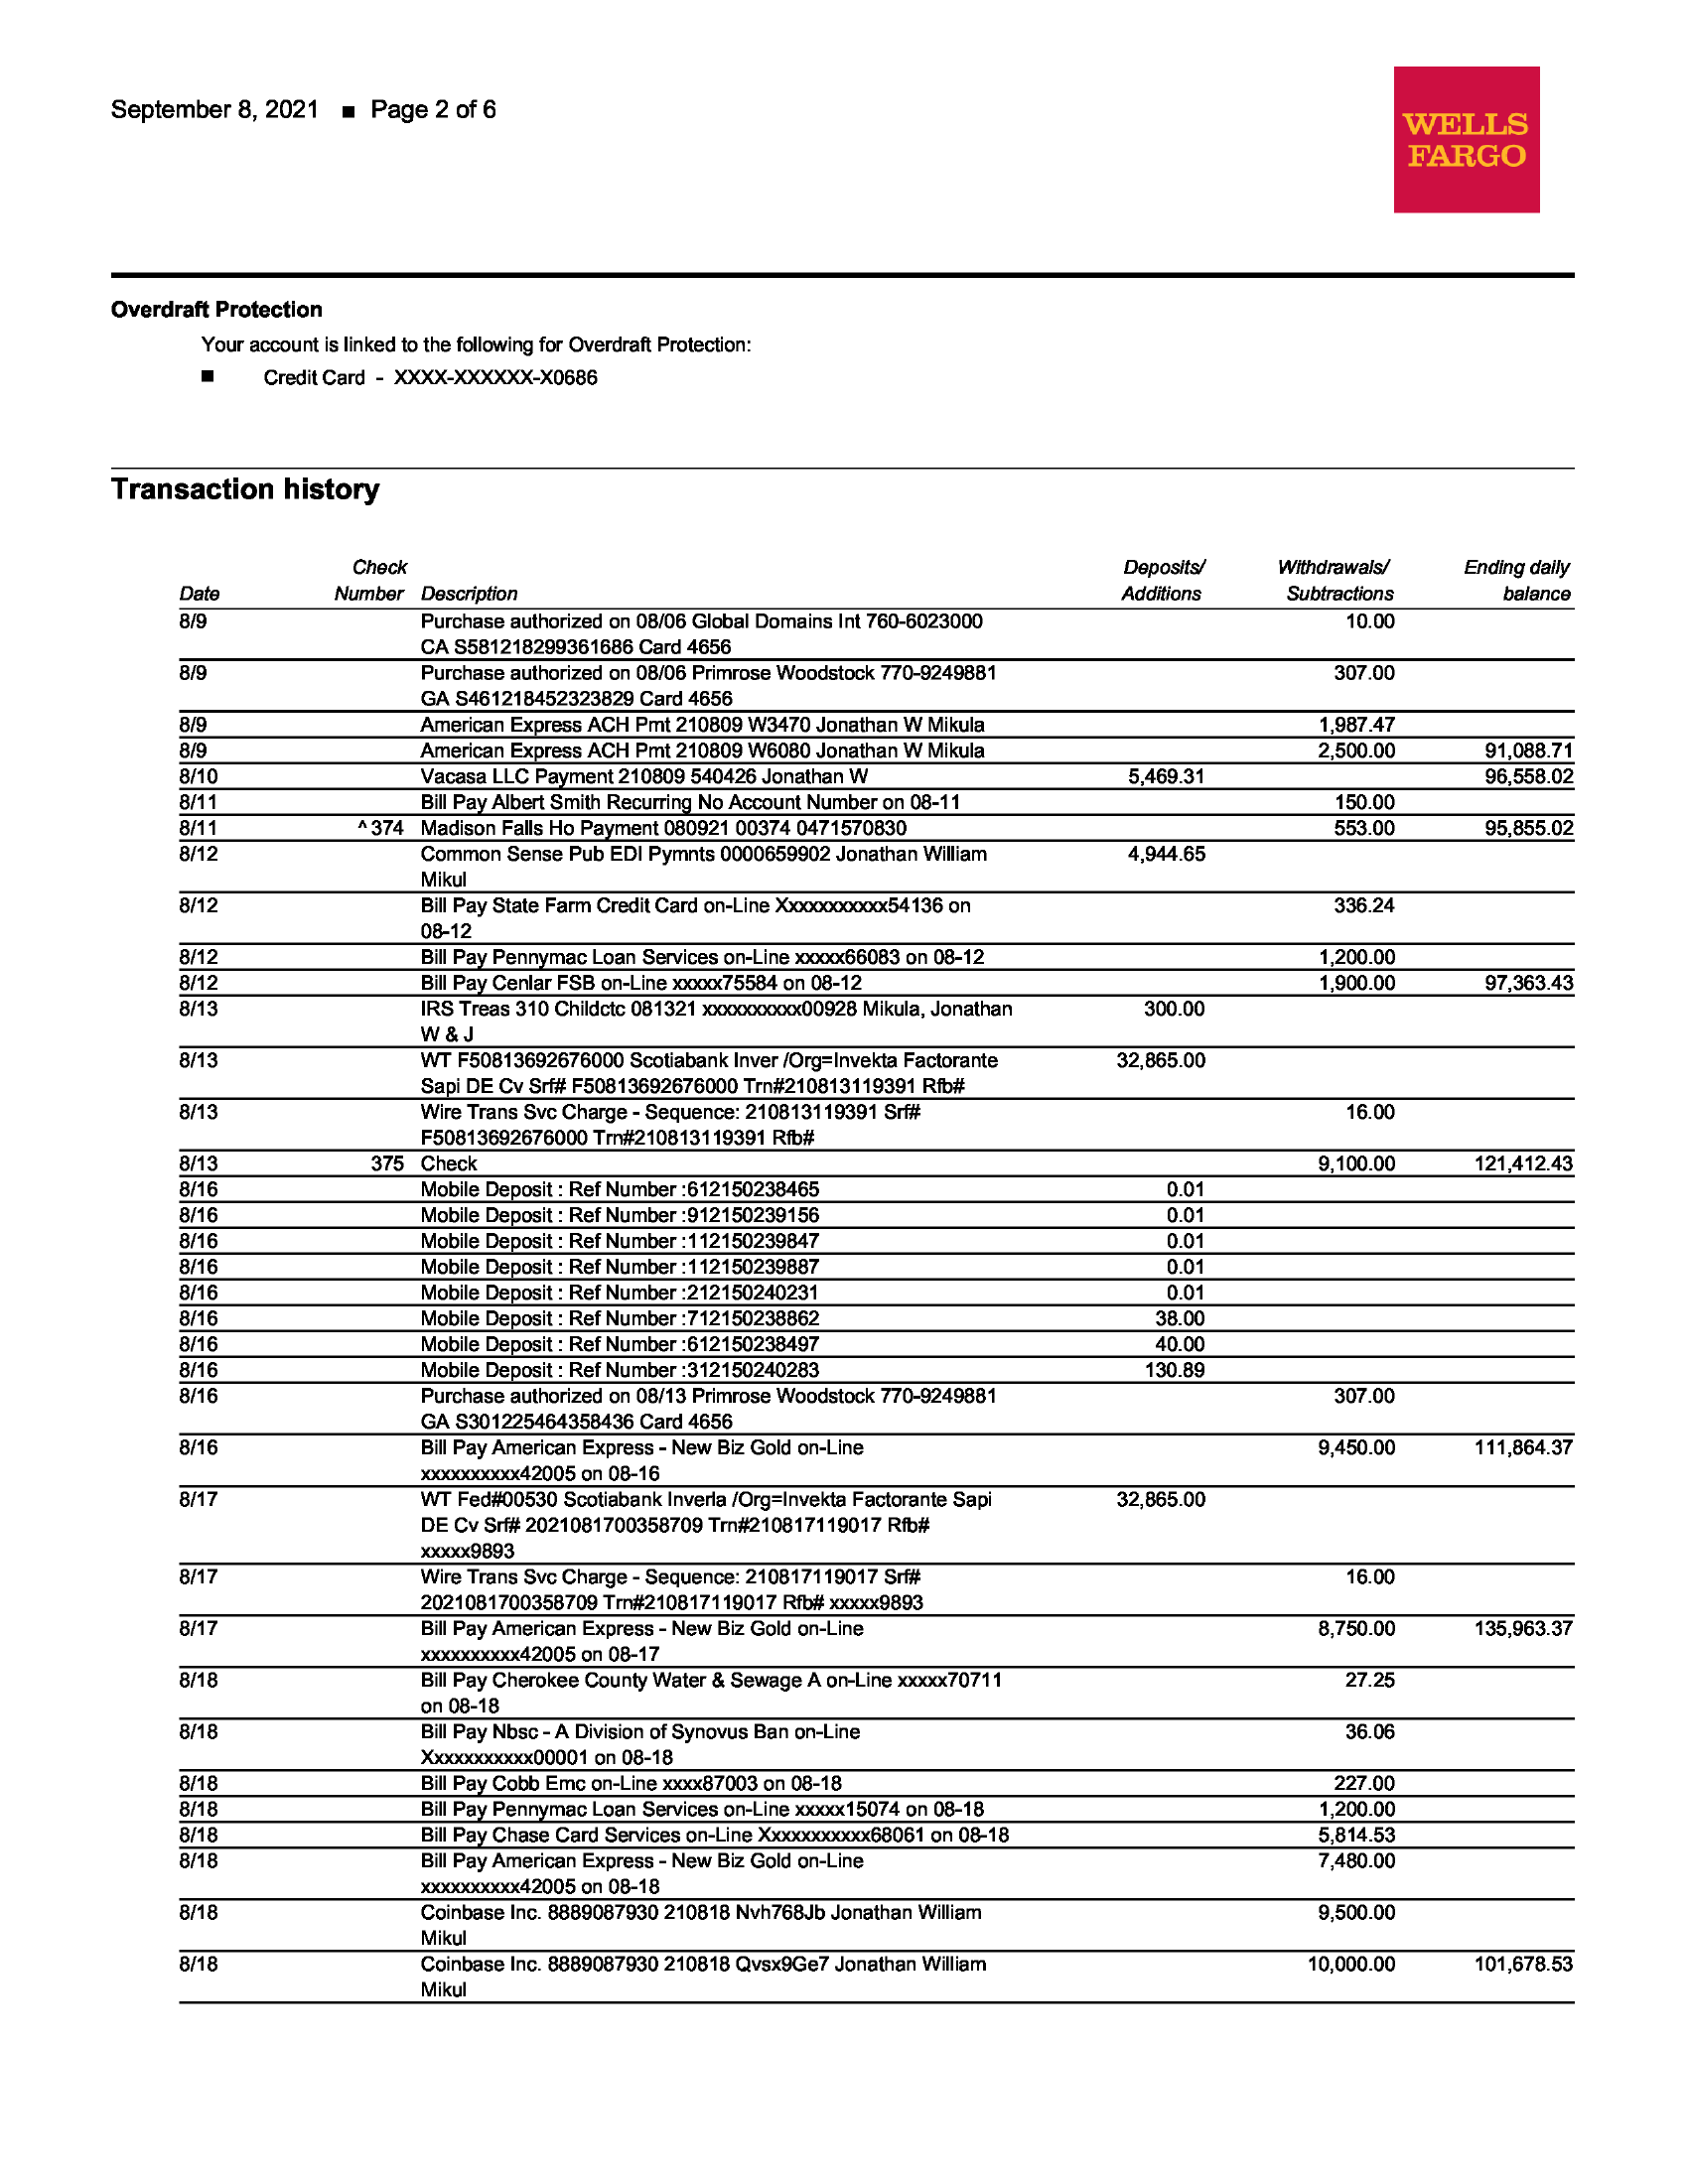 September 8, 2021 ■ Page 2 of 6
WELLS
FARGO
Overdraft Protection
Your account is linked to the following for Overdraft Protection:
■ Credit Card - XXXX-XXXXXX-X0686
Transaction history
Check Deposits/ Withdrawals/ Ending daily
Date Number Description Additions Subtractions balance
8/9 Purchase authorized on 08/06 Global Domains Int 760-6023000 10.00
CA S581218299361686 Card 4656
8/9 Purchase authorized on 08/06 Primrose Woodstock 770-9249881 307.00
GA S461218452323829 Card 4656
8/9 American Express ACH Pmt 210809 W3470 Jonathan W Mikula 1,987.47
8/9 American Express ACH Pmt 210809 W6080 Jonathan W Mikula 2,500.00 91,088.71
8/10 Vacasa LLC Payment 210809 540426 Jonathan W 5,469.31 96,558.02
8/11 Bill Pay Albert Smith Recurring No Account Number on 08-11 150.00
8/11 ^374 Madison Falls Ho Payment 080921 00374 0471570830 553.00 95,855.02
8/12 Common Sense Pub EDI Pymnts 0000659902 Jonathan William 4,944.65
Mikul
8/12 Bill Pay State Farm Credit Card on-Line Xxxxxxxxxxx54136 on 336.24
08-12
8/12 Bill Pay Pennymac Loan Services on-Line xxxxx66083 on 08-12 1,200.00
8/12 Bill Pay Cenlar FSB on-Line xxxxx75584 on 08-12 1,900.00 97,363.43
8/13 IRS Treas 310 Childctc 081321 xxxxxxxxxx00928 Mikula, Jonathan 300.00
W & J
8/13 WT F50813692676000 Scotiabank Inver /Org=Invekta Factorante 32,865.00
Sapi DE Cv Srf# F50813692676000 Trn#210813119391 Rfb#
8/13 Wire Trans Svc Charge - Sequence: 210813119391 Srf# 16.00
F50813692676000 Trn#210813119391 Rfb#
8/13 375 Check 9,100.00 121,412.43
8/16 Mobile Deposit : Ref Number :612150238465 0.01
8/16 Mobile Deposit : Ref Number :912150239156 0.01
8/16 Mobile Deposit : Ref Number :112150239847 0.01
8/16 Mobile Deposit : Ref Number :112150239887 0.01
8/16 Mobile Deposit : Ref Number :212150240231 0.01
8/16 Mobile Deposit : Ref Number :712150238862 38.00
8/16 Mobile Deposit : Ref Number :612150238497 40.00
8/16 Mobile Deposit : Ref Number :312150240283 130.89
8/16 Purchase authorized on 08/13 Primrose Woodstock 770-9249881 307.00
GA S301225464358436 Card 4656
8/16 Bill Pay American Express - New Biz Gold on-Line 9,450.00 111,864.37
xxxxxxxxxx42005 on 08-16
8/17 WT Fed#00530 Scotiabank Inverla /Org=Invekta Factorante Sapi 32,865.00
DE Cv Srf# 2021081700358709 Trn#210817119017 Rfb#
xxxxx9893
8/17 Wire Trans Svc Charge - Sequence: 210817119017 Srf# 16.00
2021081700358709 Trn#210817119017 Rfb# xxxxx9893
8/17 Bill Pay American Express - New Biz Gold on-Line 8,750.00 135,963.37
xxxxxxxxxx42005 on 08-17
8/18 Bill Pay Cherokee County Water & Sewage A on-Line xxxxx70711 27.25
on 08-18
8/18 Bill Pay Nbsc - A Division of Synovus Ban on-Line 36.06
Xxxxxxxxxxx00001 on 08-18
8/18 Bill Pay Cobb Emc on-Line xxxx87003 on 08-18 227.00
8/18 Bill Pay Pennymac Loan Services on-Line xxxxx15074 on 08-18 1,200.00
8/18 Bill Pay Chase Card Services on-Line Xxxxxxxxxxx68061 on 08-18 5,814.53
8/18 Bill Pay American Express - New Biz Gold on-Line 7,480.00
xxxxxxxxxx42005 on 08-18
8/18 Coinbase Inc. 8889087930 210818 Nvh768Jb Jonathan William 9,500.00
Mikul
8/18 Coinbase Inc. 8889087930 210818 Qvsx9Ge7 Jonathan William 10,000.00 101,678.53
Mikul